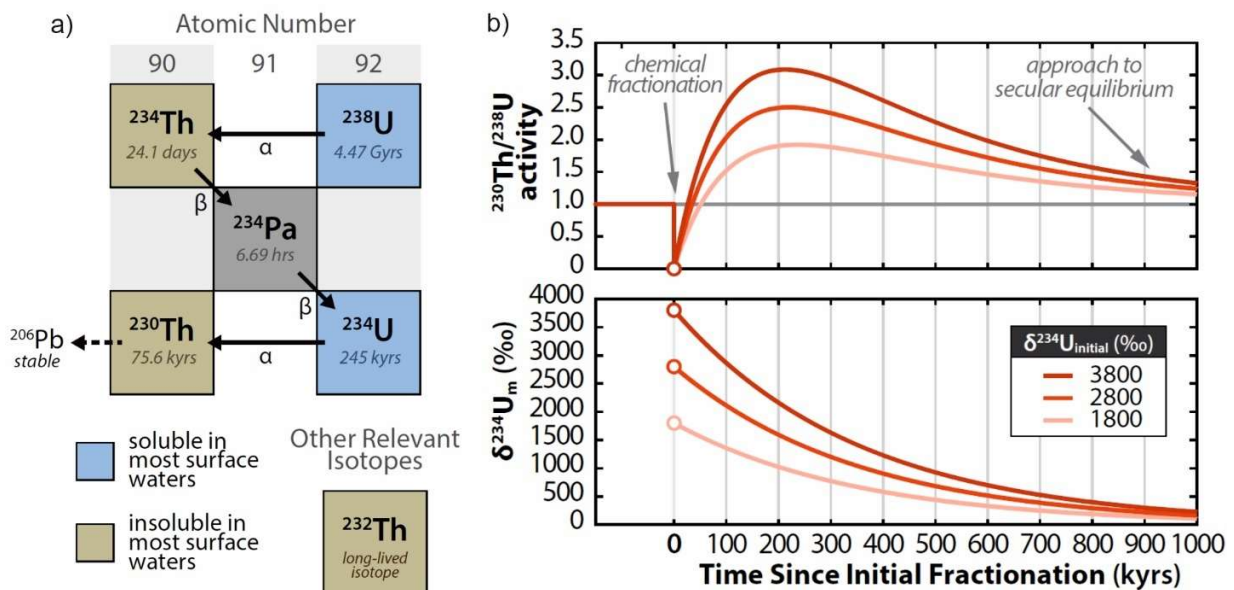 a)
Atomic Number
90 91 92
²³⁴Th
24.1 days
α
²³⁸U
4.47 Gyrs
β
²³⁴Pa
6.69 hrs
β
²⁰⁶Pb
stable
²³⁰Th
75.6 kyrs
α
²³⁴U
245 kyrs
soluble in
most surface
waters
insoluble in
most surface
waters
Other Relevant
Isotopes
²³²Th
long-lived
isotope
b)
²³⁰Th/²³⁸U
activity
3.5
3.0
2.5
2.0
1.5
1.0
0.5
0
chemical
fractionation
approach to
secular equilibrium
δ²³⁴Uₘ (‰)
4000
3500
3000
2500
2000
1500
1000
500
0
δ²³⁴U initial (‰)
3800
2800
1800
0 100 200 300 400 500 600 700 800 900 1000
Time Since Initial Fractionation (kyrs)